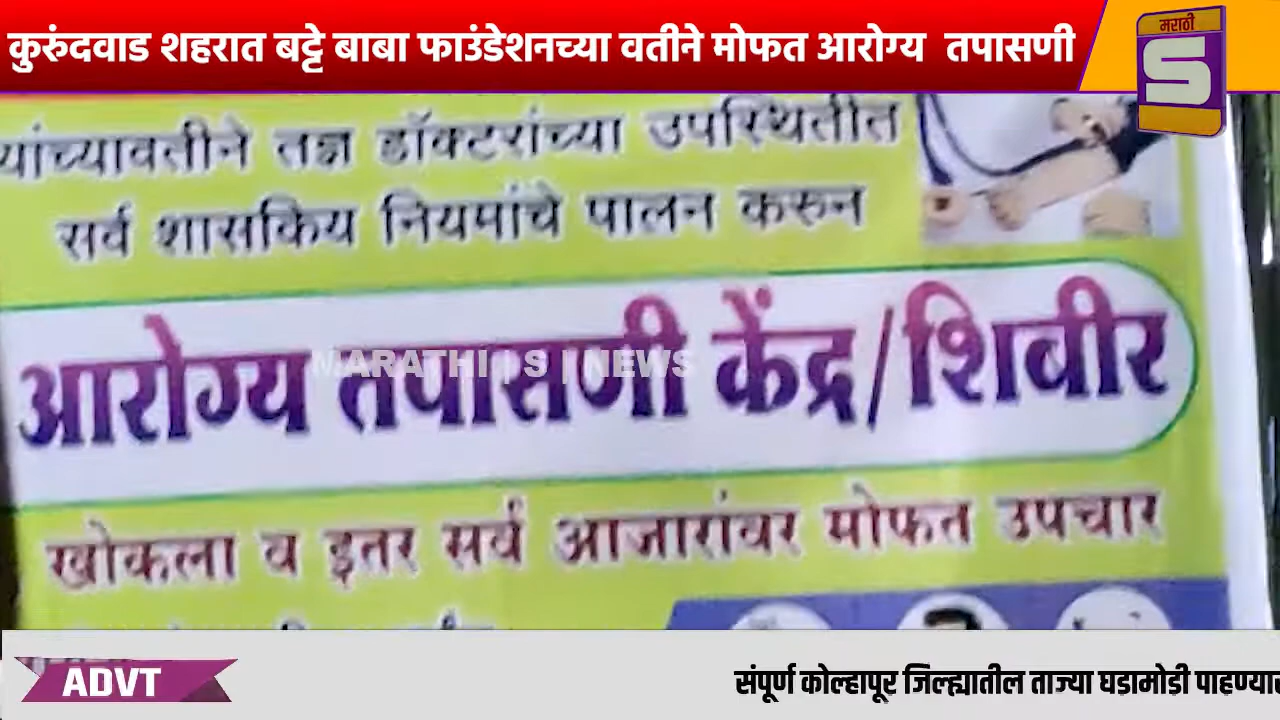 कुरुंदवाड शहरात बट्टे बाबा फाउंडेशनच्या वतीने मोफत आरोग्य तपासणी
मराठी
S
यांच्यावतीने तज्ञ डॉक्टरांच्या उपस्थितीत
सर्व शासकिय नियमांचे पालन करुन
आरोग्य तपासणी केंद्र/शिबीर
MARATHI | S | NEWS
खोकला व इतर सर्व आजारांवर मोफत उपचार
ADVT
संपूर्ण कोल्हापूर जिल्ह्यातील ताज्या घडामोडी